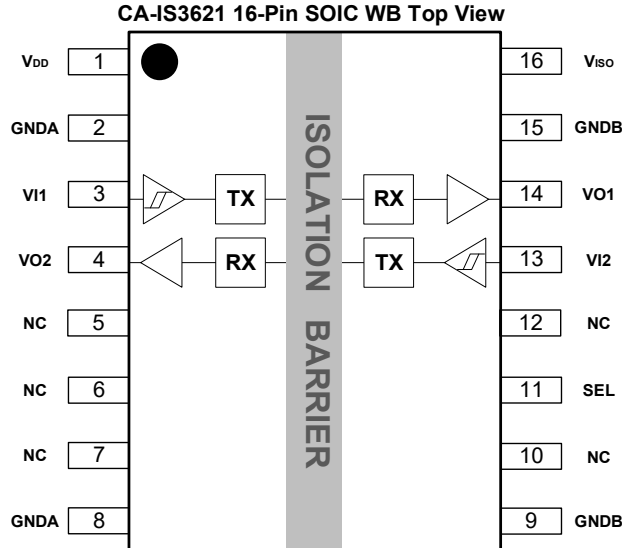 CA-IS3621 16-Pin SOIC WB Top View
VDD 1 16 VISO
GNDA 2 15 GNDB
VI1 3 TX RX 14 VO1
VO2 4 RX TX 13 VI2
NC 5 12 NC
NC 6 11 SEL
NC 7 10 NC
GNDA 8 9 GNDB
ISOLATION BARRIER